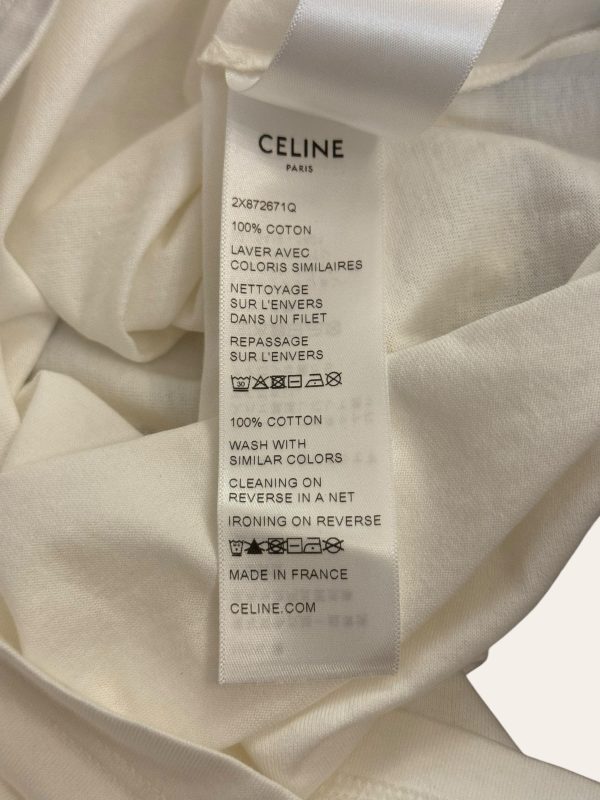 CELINE
PARIS
2X872671Q
100% COTON
LAVER AVEC
COLORIS SIMILAIRES
NETTOYAGE
SUR L'ENVERS
DANS UN FILET
REPASSAGE
SUR L'ENVERS
30
100% COTTON
WASH WITH
SIMILAR COLORS
CLEANING ON
REVERSE IN A NET
IRONING ON REVERSE
MADE IN FRANCE
CELINE.COM